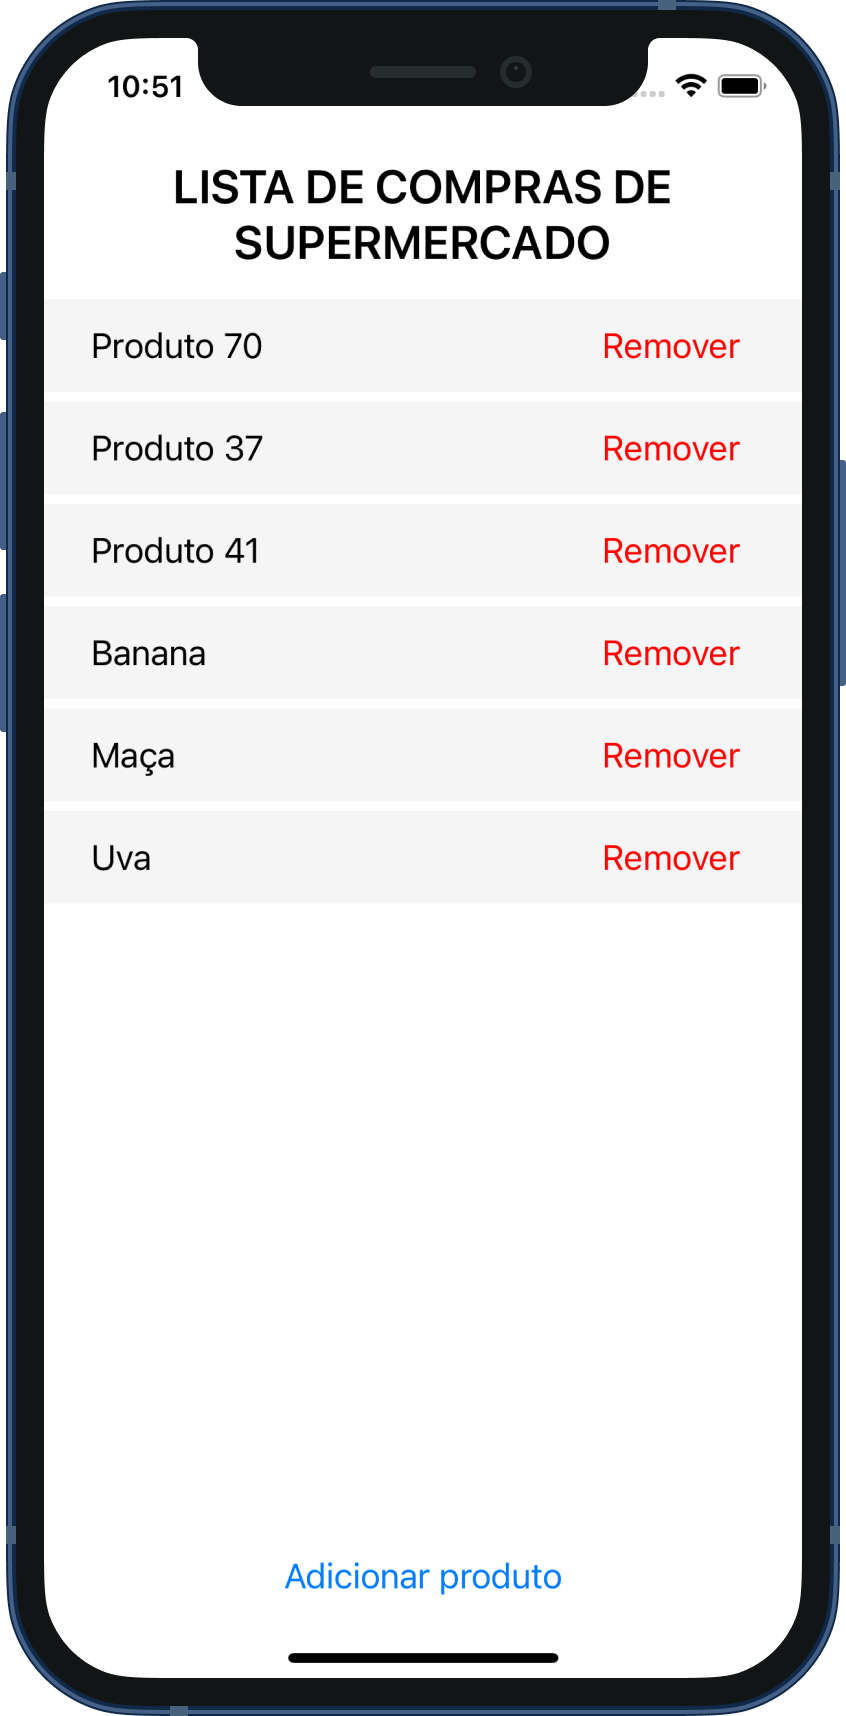 10:51
LISTA DE COMPRAS DE
SUPERMERCADO
Produto 70 Remover
Produto 37 Remover
Produto 41 Remover
Banana Remover
Maça Remover
Uva Remover
Adicionar produto